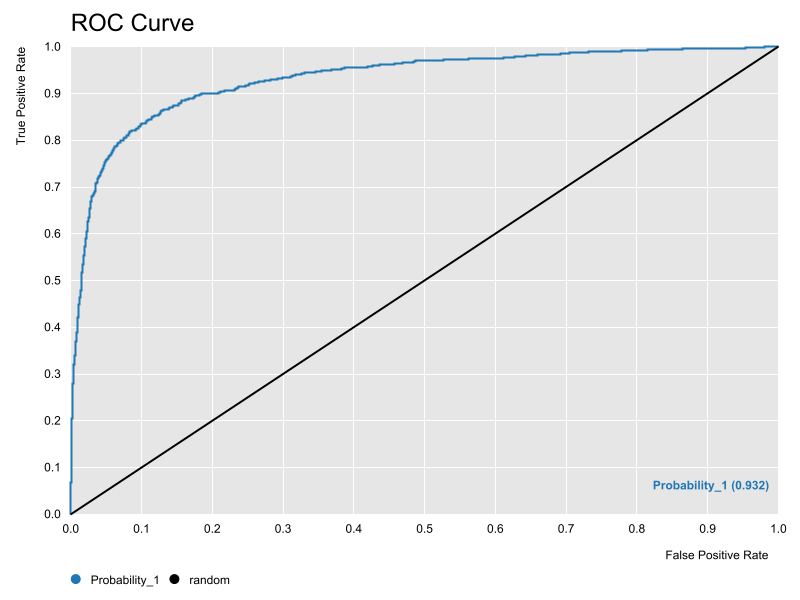 ROC Curve
True Positive Rate
1.0
0.9
0.8
0.7
0.6
0.5
0.4
0.3
0.2
0.1
0.0
Probability_1 (0.932)
0.0 0.1 0.2 0.3 0.4 0.5 0.6 0.7 0.8 0.9 1.0
False Positive Rate
Probability_1 random